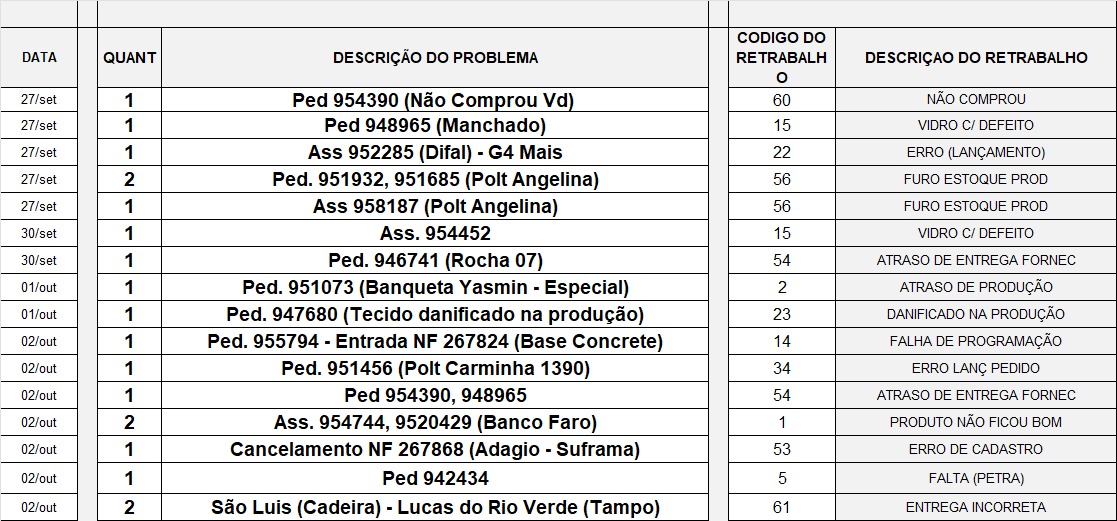 DATA QUANT DESCRIÇÃO DO PROBLEMA CODIGO DO RETRABALHO DESCRIÇAO DO RETRABALHO
27/set 1 Ped 954390 (Não Comprou Vd) 60 NÃO COMPROU
27/set 1 Ped 948965 (Manchado) 15 VIDRO C/ DEFEITO
27/set 1 Ass 952285 (Difal) - G4 Mais 22 ERRO (LANÇAMENTO)
27/set 2 Ped. 951932, 951685 (Polt Angelina) 56 FURO ESTOQUE PROD
27/set 1 Ass 958187 (Polt Angelina) 56 FURO ESTOQUE PROD
30/set 1 Ass. 954452 15 VIDRO C/ DEFEITO
30/set 1 Ped. 946741 (Rocha 07) 54 ATRASO DE ENTREGA FORNEC
01/out 1 Ped. 951073 (Banqueta Yasmin - Especial) 2 ATRASO DE PRODUÇÃO
01/out 1 Ped. 947680 (Tecido danificado na produção) 23 DANIFICADO NA PRODUÇÃO
02/out 1 Ped. 955794 - Entrada NF 267824 (Base Concrete) 14 FALHA DE PROGRAMAÇÃO
02/out 1 Ped. 951456 (Polt Carminha 1390) 34 ERRO LANÇ PEDIDO
02/out 1 Ped 954390, 948965 54 ATRASO DE ENTREGA FORNEC
02/out 2 Ass. 954744, 9520429 (Banco Faro) 1 PRODUTO NÃO FICOU BOM
02/out 1 Cancelamento NF 267868 (Adagio - Suframa) 53 ERRO DE CADASTRO
02/out 1 Ped 942434 5 FALTA (PETRA)
02/out 2 São Luis (Cadeira) - Lucas do Rio Verde (Tampo) 61 ENTREGA INCORRETA